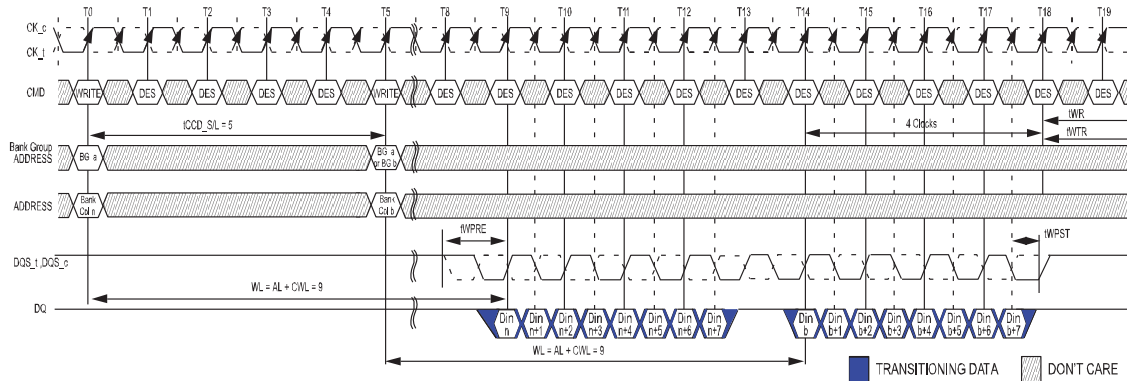 T0 T1 T2 T3 T4 T5 T8 T9 T10 T11 T12 T13 T14 T15 T16 T17 T18 T19
CK_c
CK_t
CMD WRITE DES DES DES DES WRITE DES DES DES DES DES DES DES DES DES DES DES DES
tCCD_S/L = 5
4 Clocks
tWR
tWTR
Bank Group
ADDRESS
BG a
BG a
or BG b
ADDRESS
Bank
Col n
Bank
Col b
tWPRE
tWPST
DQS_t,DQS_c
WL = AL + CWL = 9
DQ
Din
n
Din
n+1
Din
n+2
Din
n+3
Din
n+4
Din
n+5
Din
n+6
Din
n+7
Din
b
Din
b+1
Din
b+2
Din
b+3
Din
b+4
Din
b+5
Din
b+6
Din
b+7
WL = AL + CWL = 9
TRANSITIONING DATA
DON'T CARE